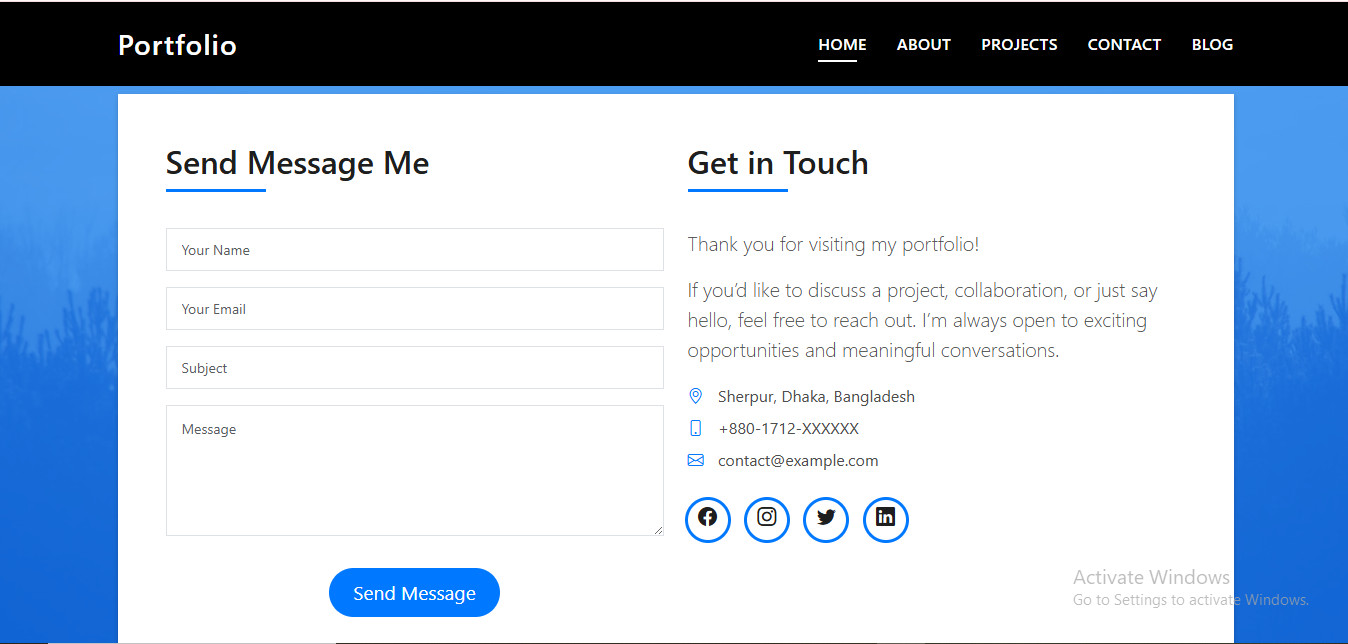 Portfolio
HOME ABOUT PROJECTS CONTACT BLOG
Send Message Me
Your Name
Your Email
Subject
Message
Send Message
Get in Touch
Thank you for visiting my portfolio!
If you’d like to discuss a project, collaboration, or just say
hello, feel free to reach out. I’m always open to exciting
opportunities and meaningful conversations.
Sherpur, Dhaka, Bangladesh
+880-1712-XXXXXX
contact@example.com
Activate Windows
Go to Settings to activate Windows.